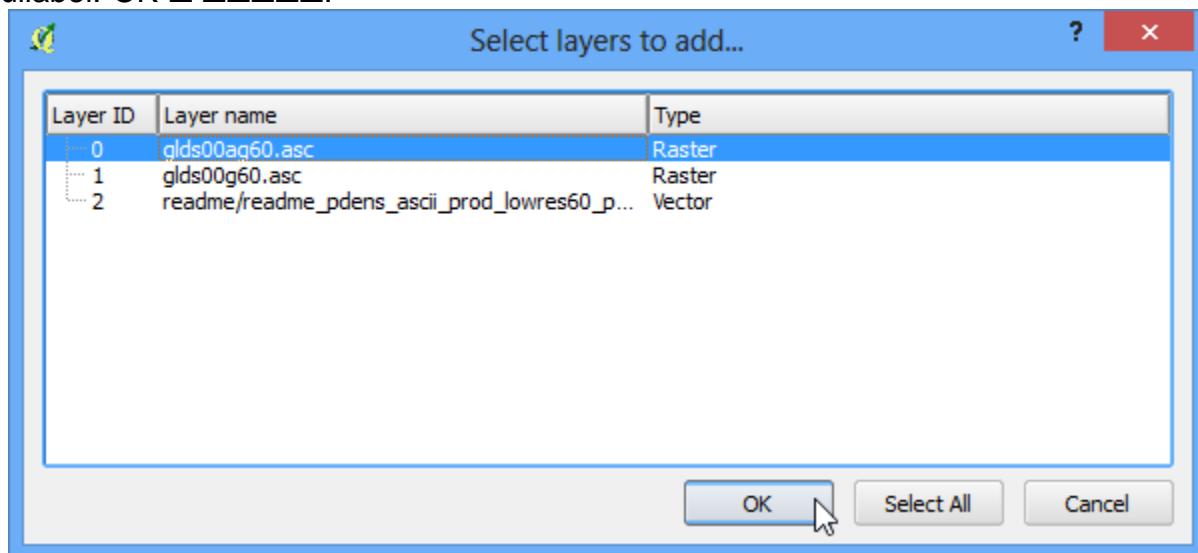 OK
Select layers to add...
?
Layer ID Layer name Type
0 glds00ag60.asc Raster
1 glds00g60.asc Raster
2 readme/readme_pdens_ascii_prod_lowres60_p... Vector
OK Select All Cancel